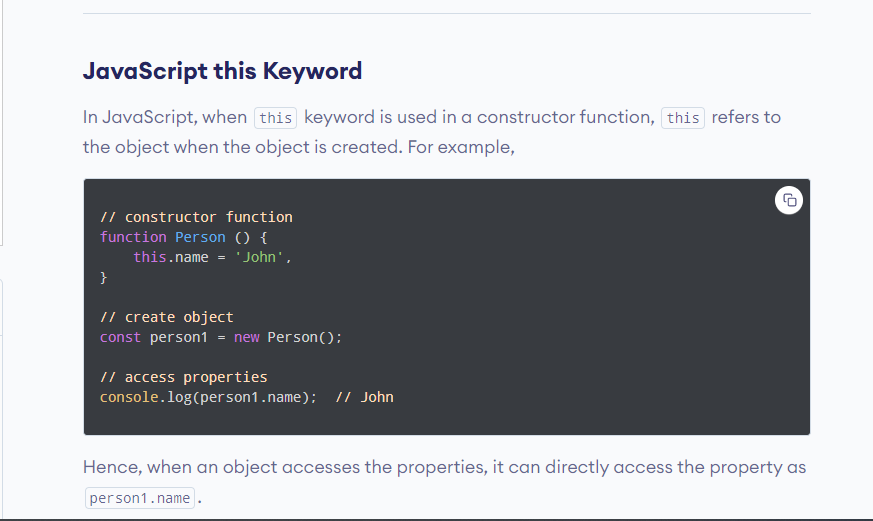 JavaScript this Keyword
In JavaScript, when this keyword is used in a constructor function, this refers to
the object when the object is created. For example,
// constructor function
function Person () {
    this.name = 'John',
}
// create object
const person1 = new Person();
// access properties
console.log(person1.name);  // John
Hence, when an object accesses the properties, it can directly access the property as
person1.name .